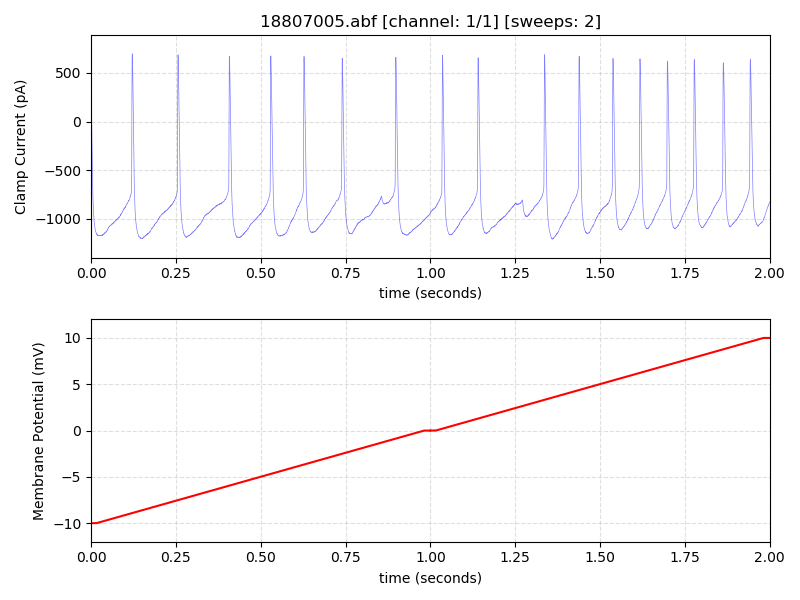 18807005.abf [channel: 1/1] [sweeps: 2]
Clamp Current (pA)
500
0
−500
−1000
0.00 0.25 0.50 0.75 1.00 1.25 1.50 1.75 2.00
time (seconds)
Membrane Potential (mV)
10
5
0
−5
−10
0.00 0.25 0.50 0.75 1.00 1.25 1.50 1.75 2.00
time (seconds)